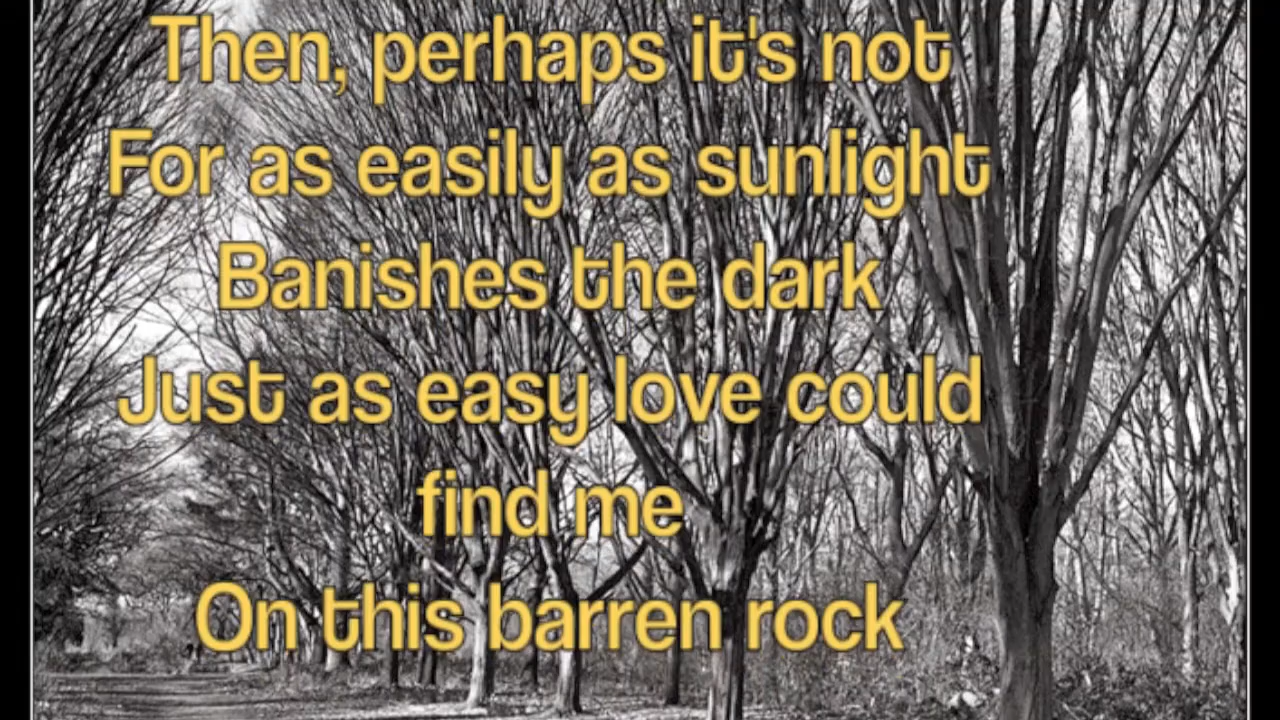 Then, perhaps it's not
For as easily as sunlight
Banishes the dark
Just as easy love could
find me
On this barren rock